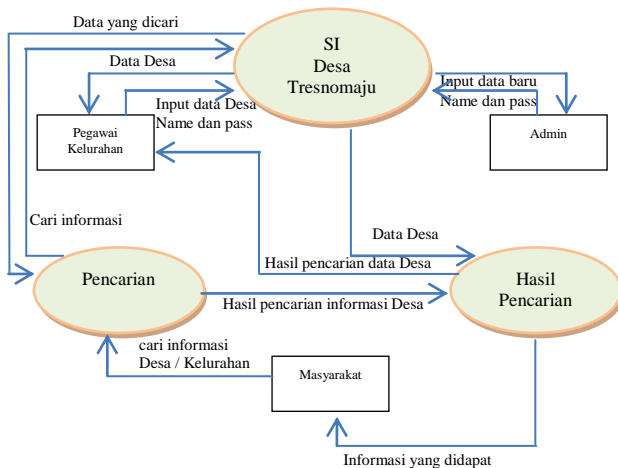 Data yang dicari
SI
Desa
Tresnomaju
Data Desa
Input data baru
Name dan pass
Input data Desa
Name dan pass
Pegawai
Kelurahan
Admin
Cari informasi
Data Desa
Hasil pencarian data Desa
Pencarian
Hasil
Pencarian
Hasil pencarian informasi Desa
cari informasi
Desa / Kelurahan
Masyarakat
Informasi yang didapat